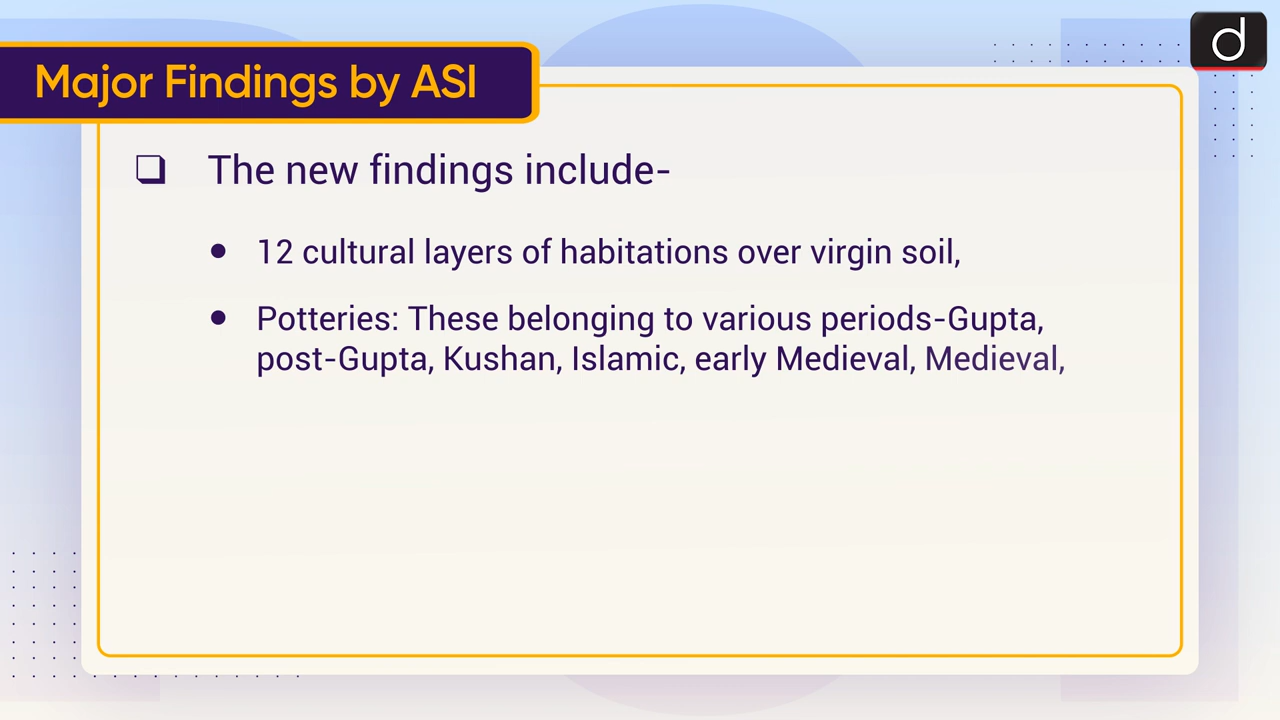 Major Findings by ASI
d
The new findings include-
12 cultural layers of habitations over virgin soil,
Potteries: These belonging to various periods-Gupta,
post-Gupta, Kushan, Islamic, early Medieval, Medieval,